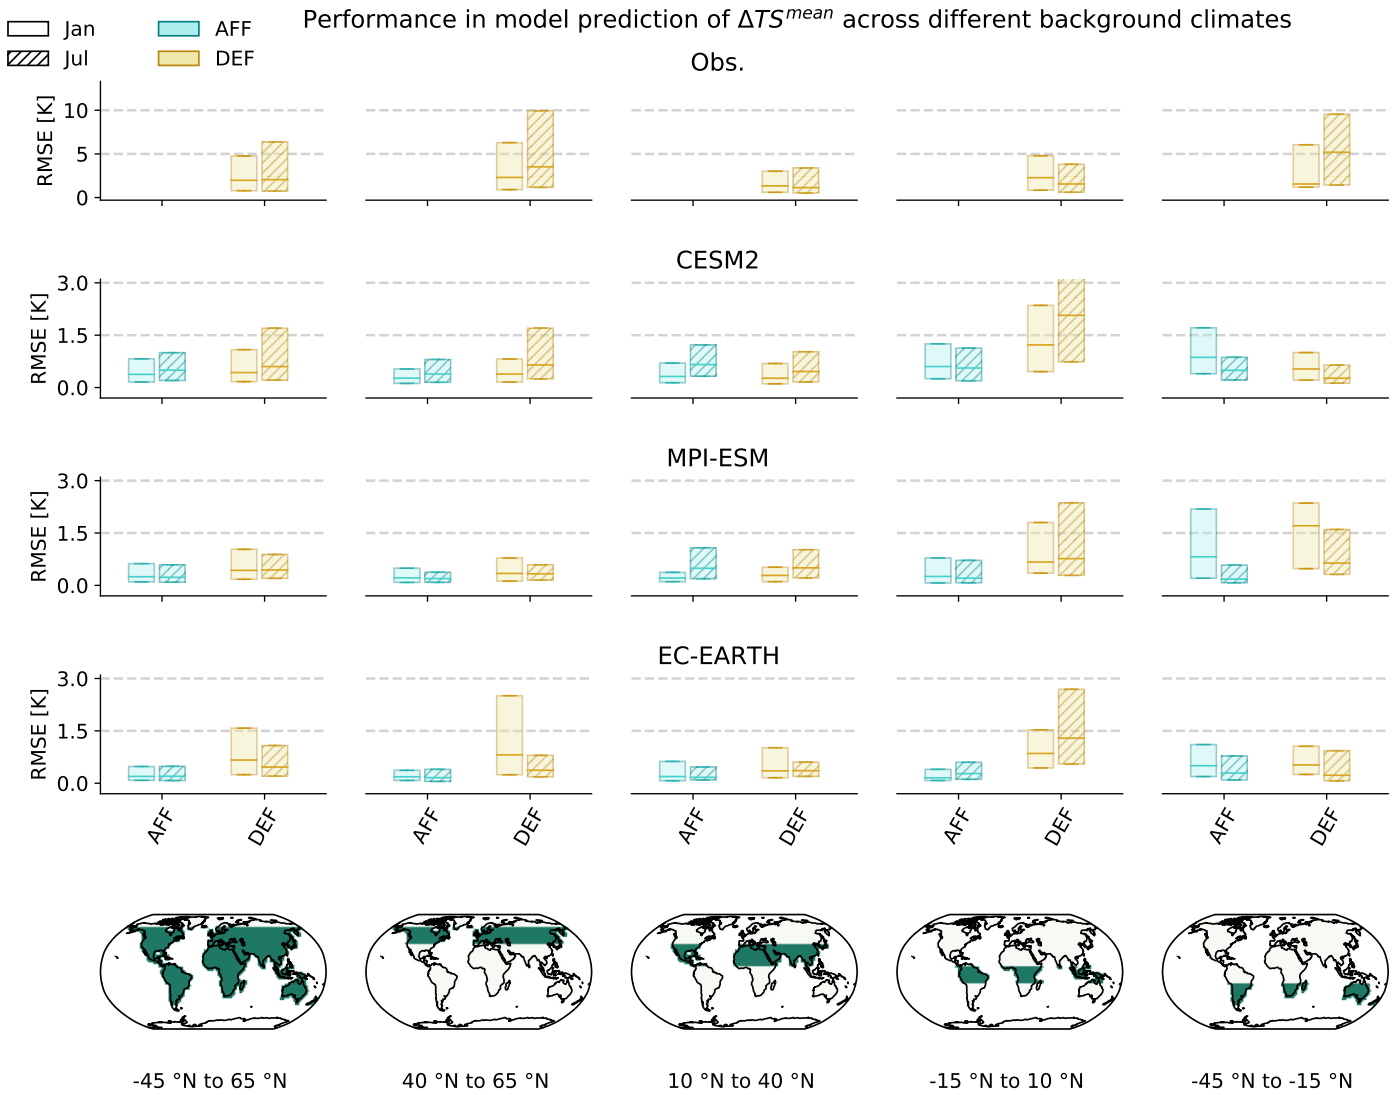 Performance in model prediction of ΔTS^mean across different background climates
Jan AFF
Jul DEF
Obs.
RMSE [K]
10
5
0
CESM2
RMSE [K]
3.0
1.5
0.0
MPI-ESM
RMSE [K]
3.0
1.5
0.0
EC-EARTH
RMSE [K]
3.0
1.5
0.0
AFF DEF AFF DEF AFF DEF AFF DEF AFF DEF
-45 °N to 65 °N 40 °N to 65 °N 10 °N to 40 °N -15 °N to 10 °N -45 °N to -15 °N